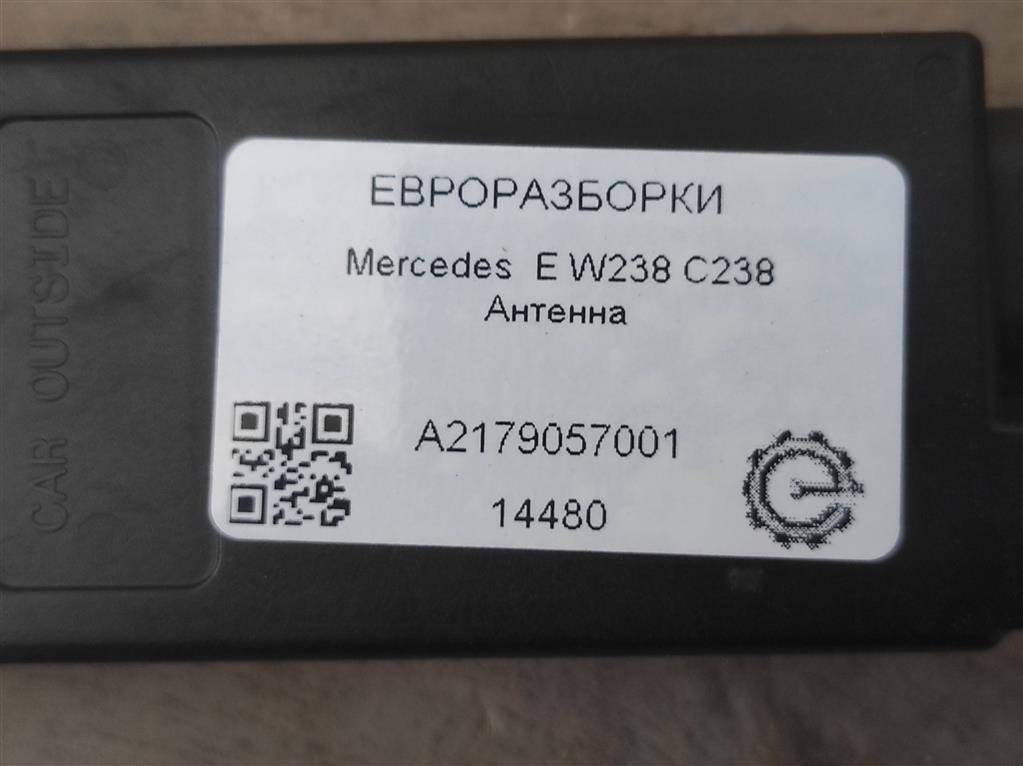 CAR OUTSIDE
ЕВРОРАЗБОРКИ
Mercedes E W238 C238
Антенна
A2179057001
14480